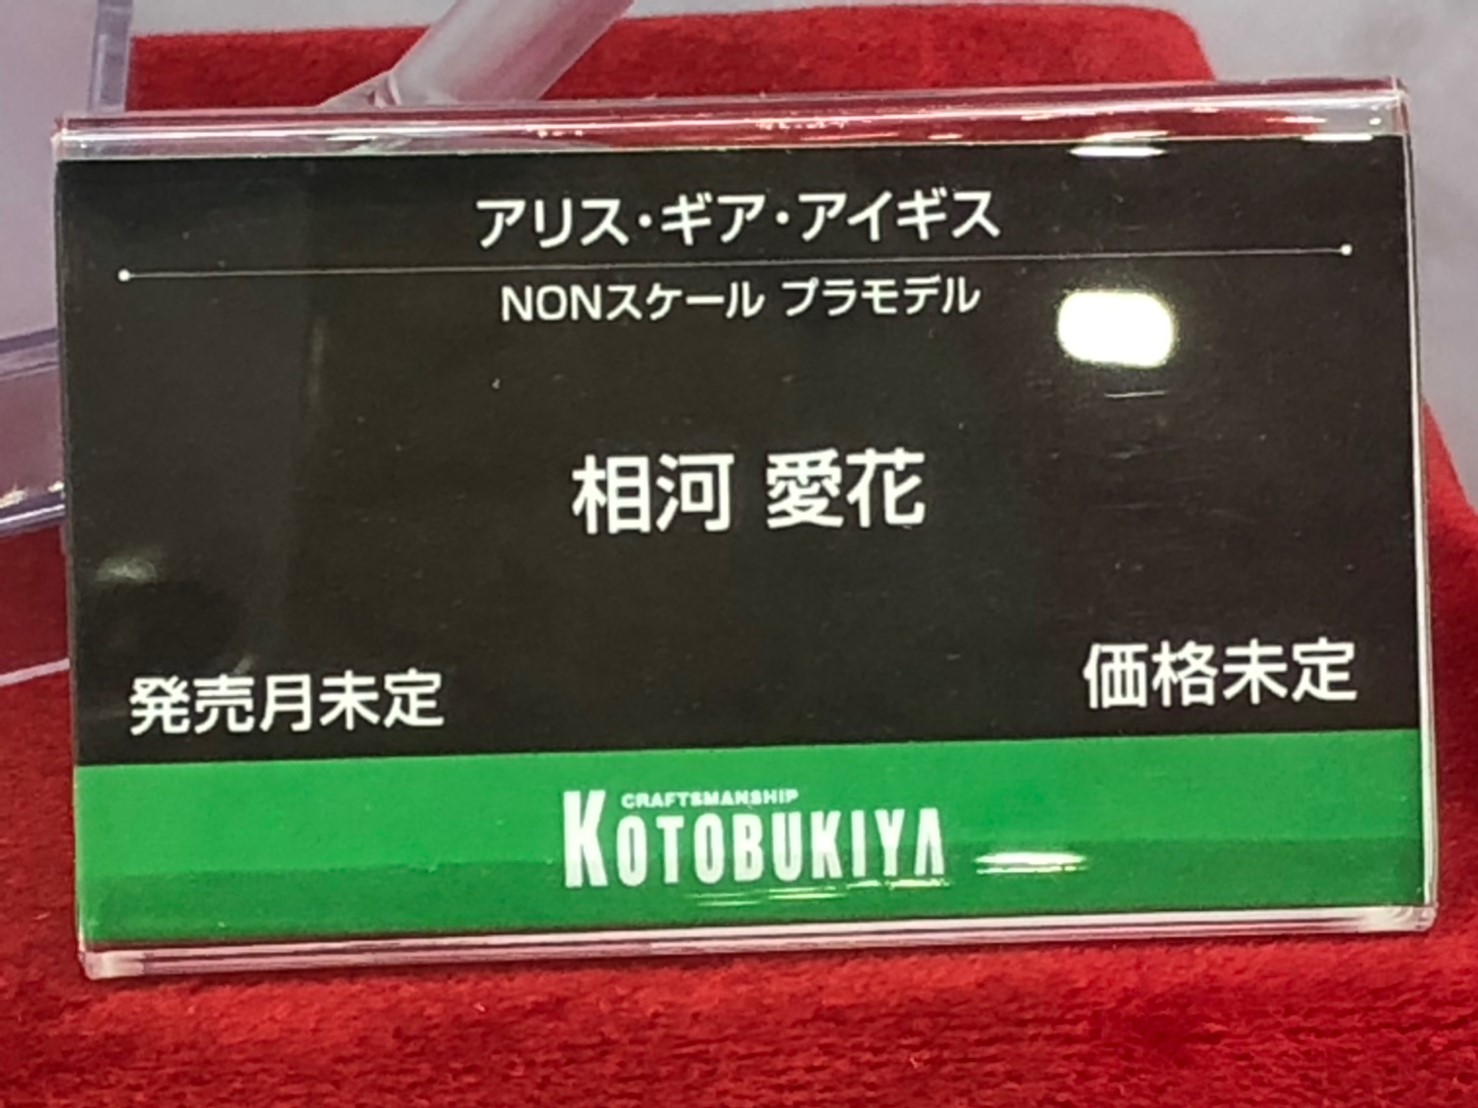 アリス・ギア・アイギス
NONスケール プラモデル
相河 愛花
発売月未定
価格未定
CRAFTSMANSHIP
KOTOBUKIYA